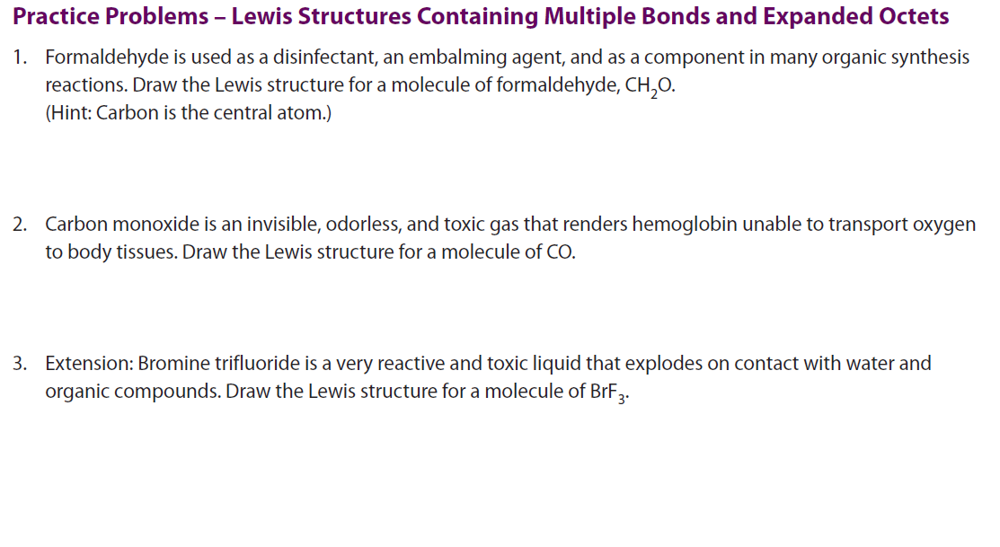 Practice Problems – Lewis Structures Containing Multiple Bonds and Expanded Octets
1. Formaldehyde is used as a disinfectant, an embalming agent, and as a component in many organic synthesis
reactions. Draw the Lewis structure for a molecule of formaldehyde, CH₂O.
(Hint: Carbon is the central atom.)
2. Carbon monoxide is an invisible, odorless, and toxic gas that renders hemoglobin unable to transport oxygen
to body tissues. Draw the Lewis structure for a molecule of CO.
3. Extension: Bromine trifluoride is a very reactive and toxic liquid that explodes on contact with water and
organic compounds. Draw the Lewis structure for a molecule of BrF₃.